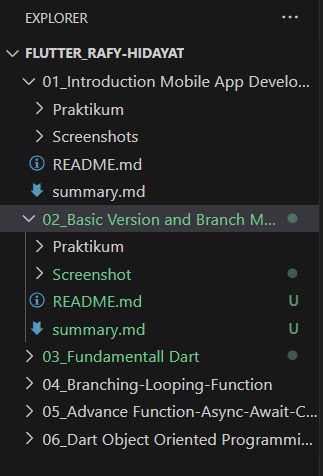 EXPLORER ...
FLUTTER_RAFY-HIDAYAT
01_Introduction Mobile App Develo...
Praktikum
Screenshots
README.md
summary.md
02_Basic Version and Branch M...
Praktikum
Screenshot
README.md U
summary.md U
03_Fundamentall Dart
04_Branching-Looping-Function
05_Advance Function-Async-Await-C...
06_Dart Object Oriented Programmi...